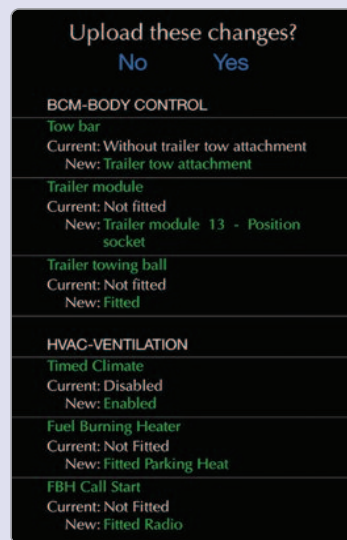 Upload these changes?
No Yes
BCM-BODY CONTROL
Tow bar
Current: Without trailer tow attachment
New: Trailer tow attachment
Trailer module
Current: Not fitted
New: Trailer module 13 - Position
socket
Trailer towing ball
Current: Not fitted
New: Fitted
HVAC-VENTILATION
Timed Climate
Current: Disabled
New: Enabled
Fuel Burning Heater
Current: Not Fitted
New: Fitted Parking Heat
FBH Call Start
Current: Not Fitted
New: Fitted Radio